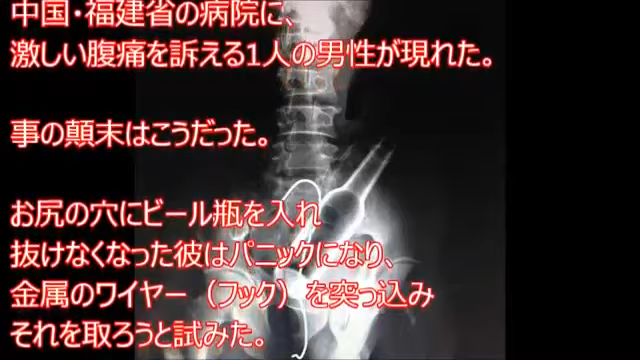 中国・福建省の病院に、
激しい腹痛を訴える1人の男性が現れた。
事の顛末はこうだった。
お尻の穴にビール瓶を入れ
抜けなくなった彼はパニックになり、
金属のワイヤー（フック）を突っ込み
それを取ろうと試みた。